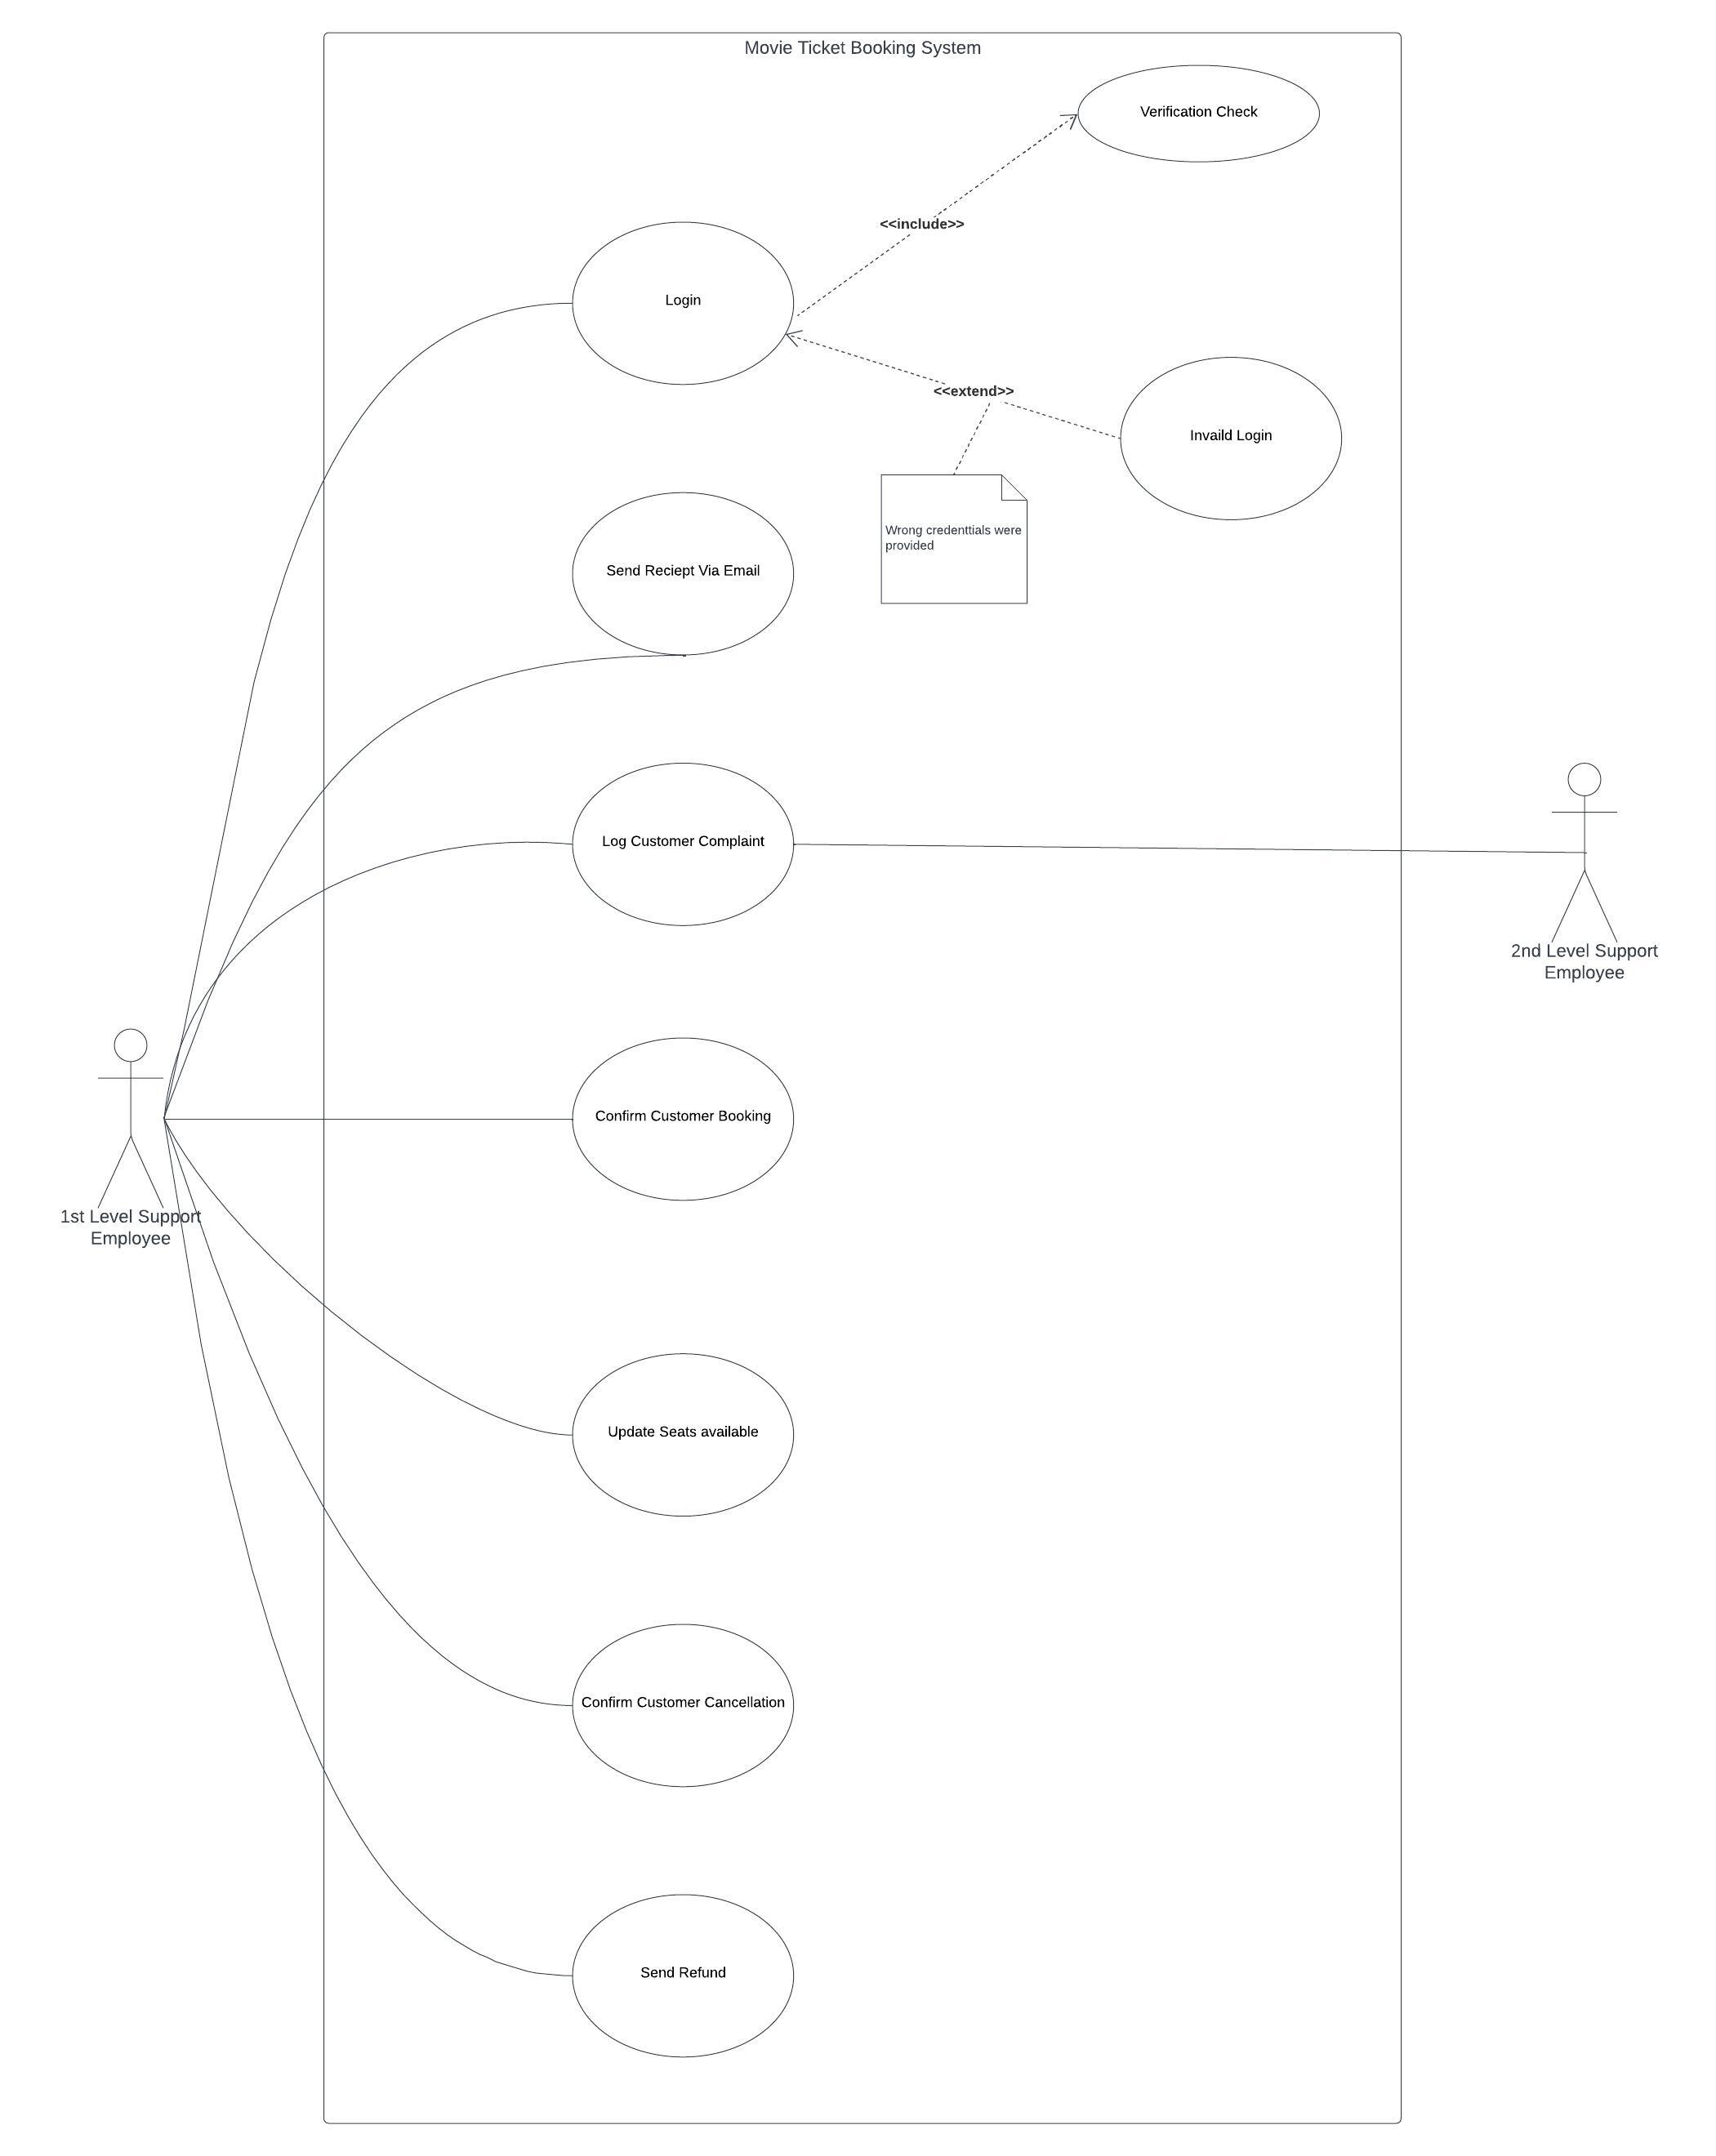 Movie Ticket Booking System
Verification Check
<<include>>
Login
<<extend>>
Invaild Login
Wrong credenttials were
provided
Send Reciept Via Email
Log Customer Complaint
2nd Level Support
Employee
Confirm Customer Booking
1st Level Support
Employee
Update Seats available
Confirm Customer Cancellation
Send Refund